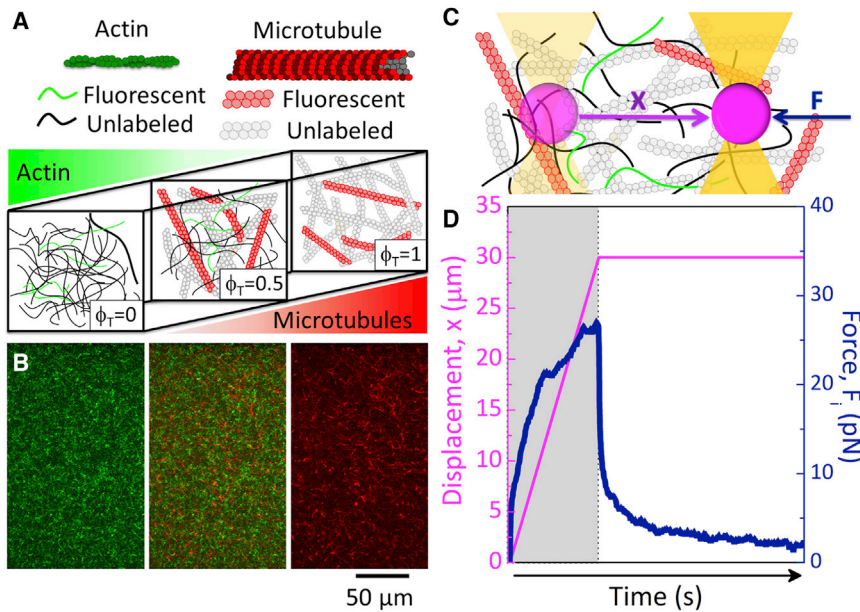 A
Actin
Microtubule
Fluorescent
Unlabeled
Fluorescent
Unlabeled
Actin
ϕT=0
ϕT=0.5
ϕT=1
Microtubules
B
50 μm
C
X
F
D
Displacement, x (μm)
35
30
25
20
15
10
5
0
Force, Fi (pN)
40
30
20
10
0
Time (s)